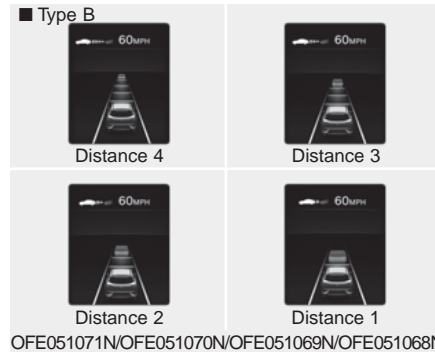 ■ Type B
60MPH
60MPH
Distance 4
Distance 3
60MPH
60MPH
Distance 2
Distance 1
OFE051071N/OFE051070N/OFE051069N/OFE051068N